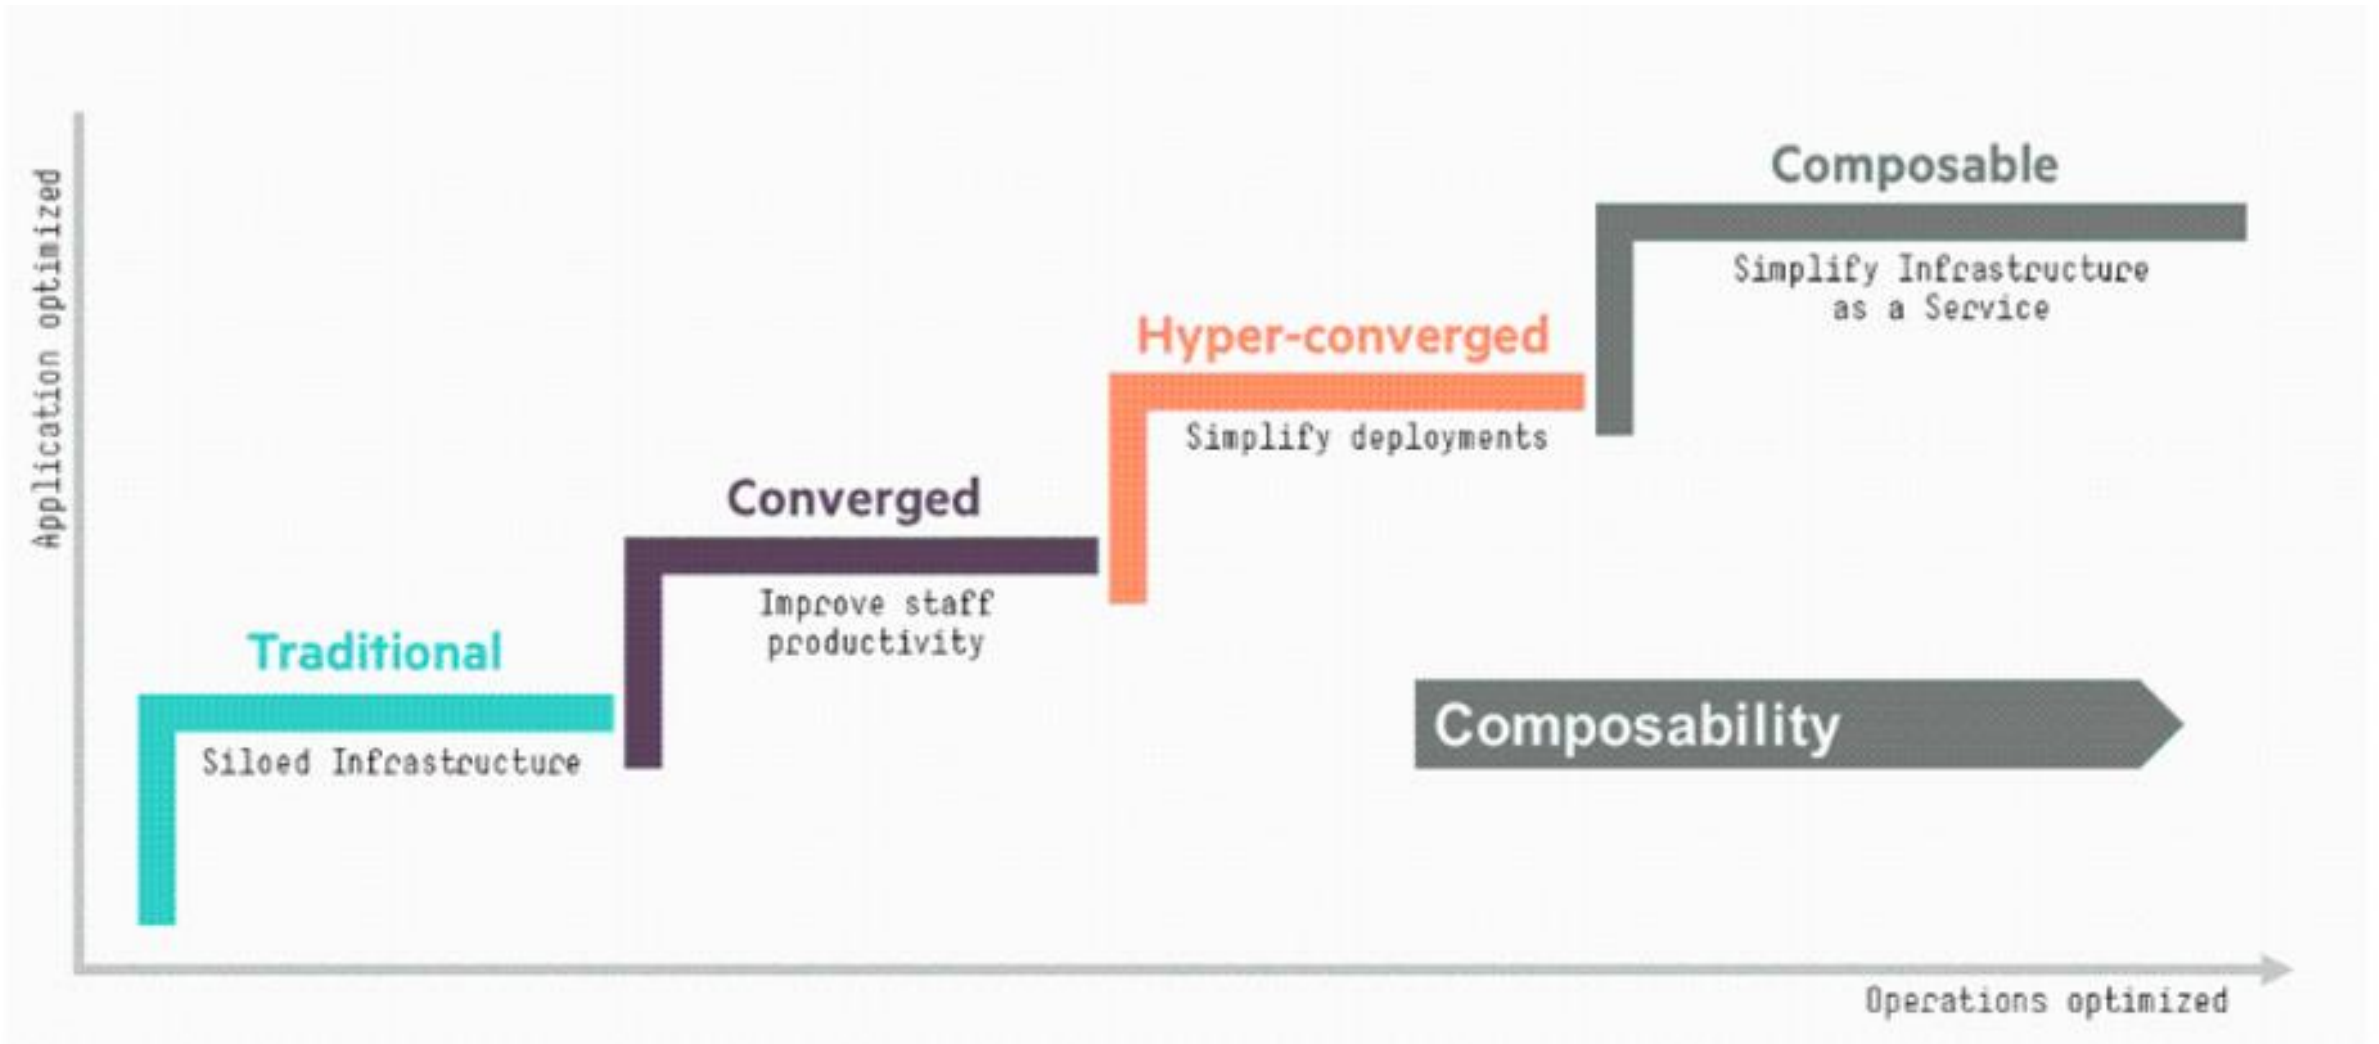 Application optimized
Composable
Simplify Infrastructure
as a Service
Hyper-converged
Simplify deployments
Converged
Improve staff
productivity
Traditional
Siloed Infrastructure
Composability
Operations optimized